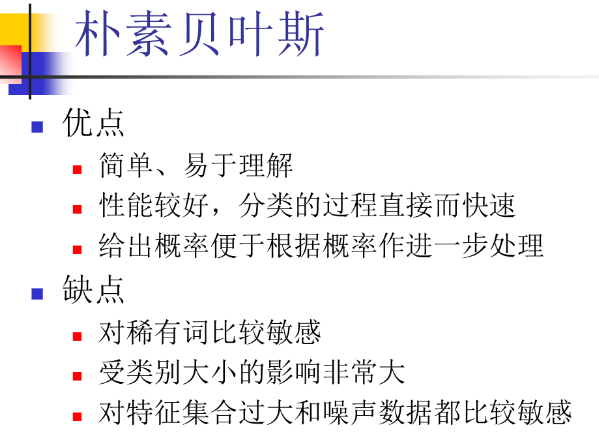 朴素贝叶斯
优点
简单、易于理解
性能较好，分类的过程直接而快速
给出概率便于根据概率作进一步处理
缺点
对稀有词比较敏感
受类别大小的影响非常大
对特征集合过大和噪声数据都比较敏感